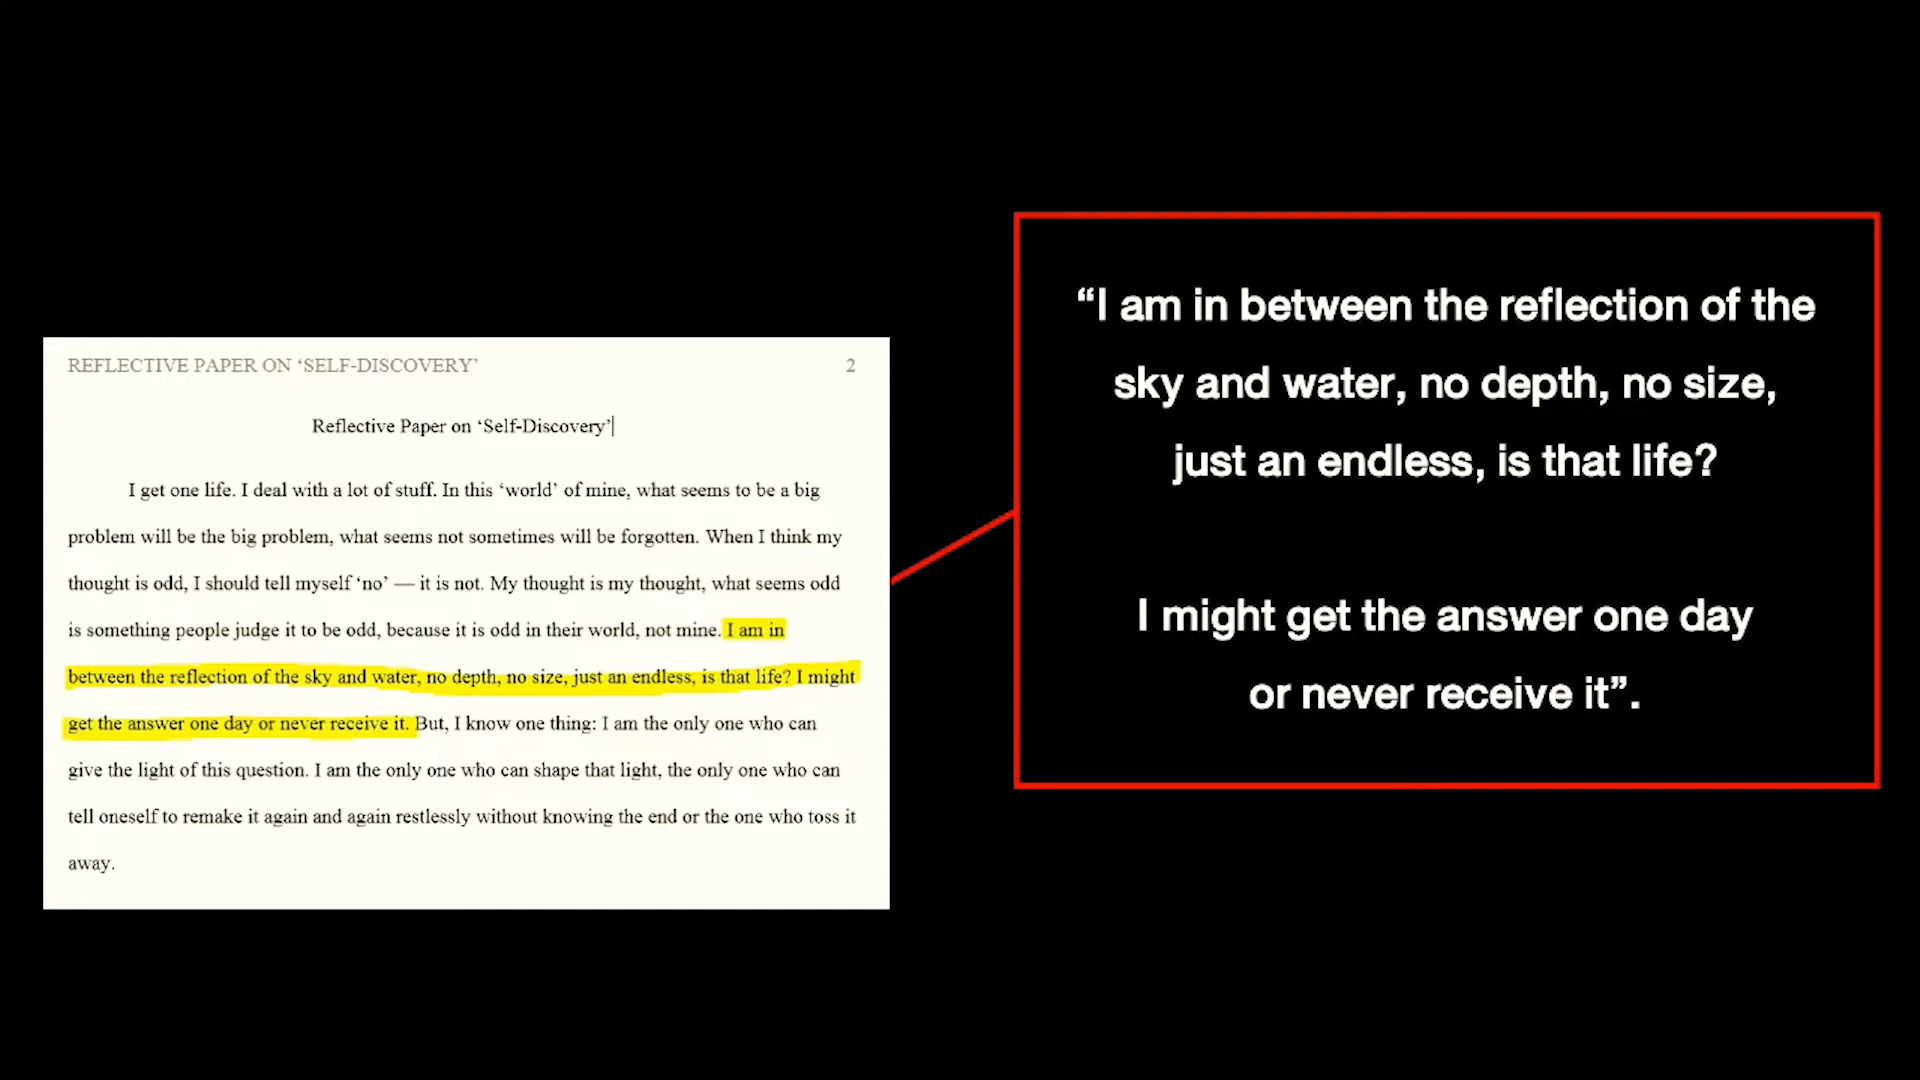 REFLECTIVE PAPER ON ‘SELF-DISCOVERY’ 2
Reflective Paper on ‘Self-Discovery’
I get one life. I deal with a lot of stuff. In this ‘world’ of mine, what seems to be a big
problem will be the big problem, what seems not sometimes will be forgotten. When I think my
thought is odd, I should tell myself ‘no’ — it is not. My thought is my thought, what seems odd
is something people judge it to be odd, because it is odd in their world, not mine. I am in
between the reflection of the sky and water, no depth, no size, just an endless, is that life? I might
get the answer one day or never receive it. But, I know one thing: I am the only one who can
give the light of this question. I am the only one who can shape that light, the only one who can
tell oneself to remake it again and again restlessly without knowing the end or the one who toss it
away.
“I am in between the reflection of the
sky and water, no depth, no size,
just an endless, is that life?
I might get the answer one day
or never receive it”.